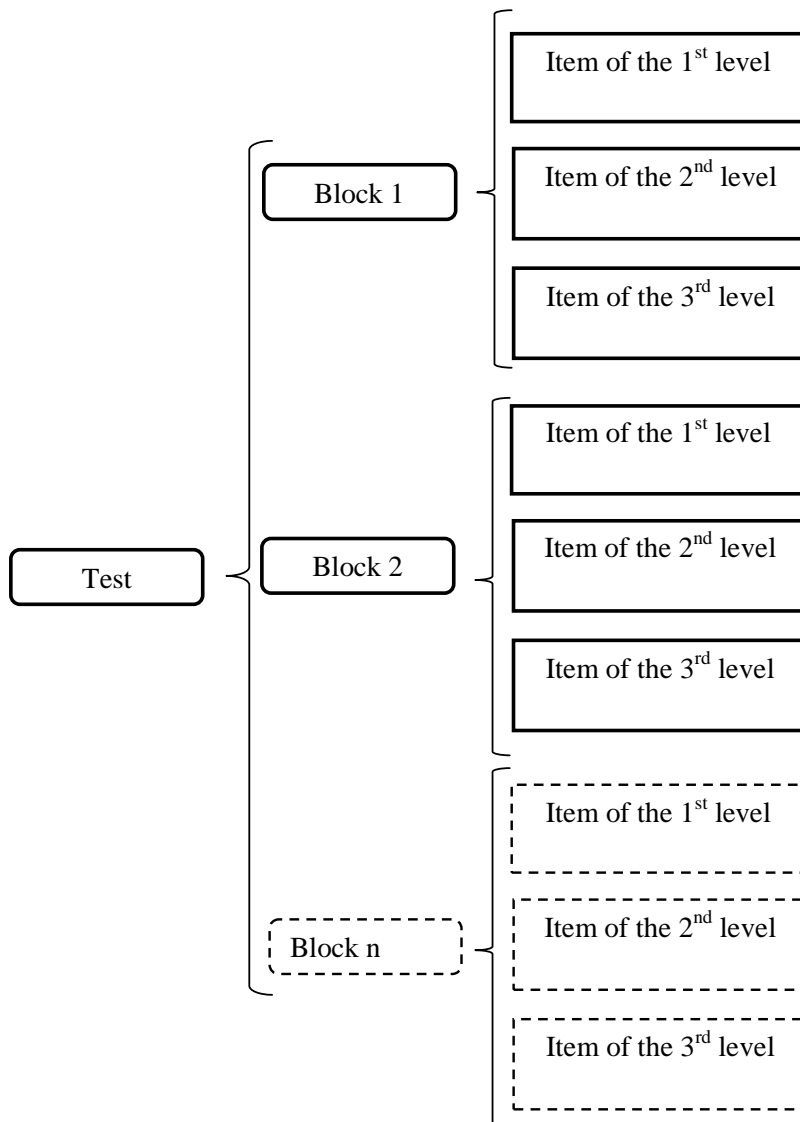 Test
Block 1
Item of the 1st level
Item of the 2nd level
Item of the 3rd level
Block 2
Item of the 1st level
Item of the 2nd level
Item of the 3rd level
Block n
Item of the 1st level
Item of the 2nd level
Item of the 3rd level